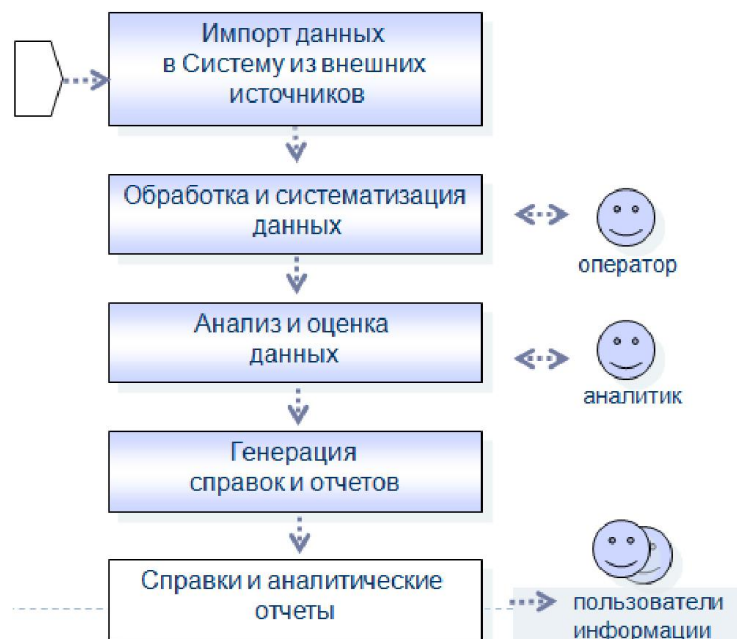 Импорт данных
в Систему из внешних
источников
Обработка и систематизация
данных
оператор
Анализ и оценка
данных
аналитик
Генерация
справок и отчетов
Справки и аналитические
отчеты
пользователи
информации